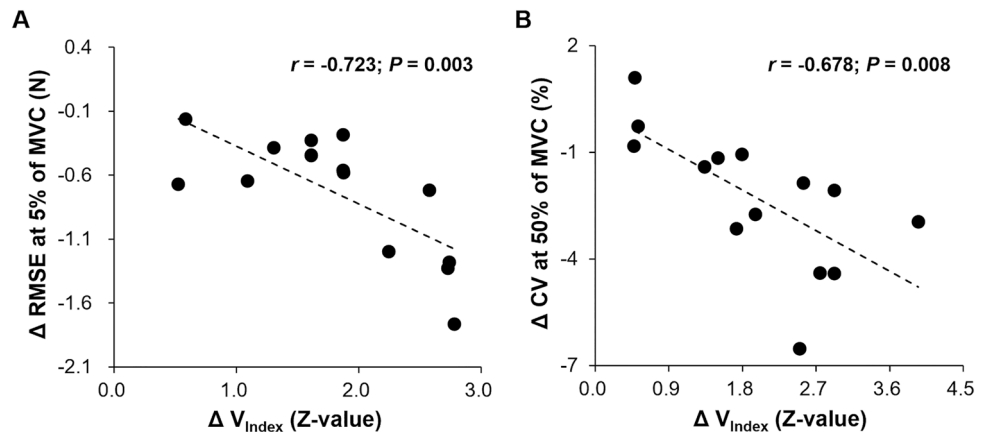 A
r = -0.723; P = 0.003
Δ RMSE at 5% of MVC (N)
0.4
-0.1
-0.6
-1.1
-1.6
-2.1
0.0 1.0 2.0 3.0
Δ VIndex (Z-value)
B
r = -0.678; P = 0.008
Δ CV at 50% of MVC (%)
2
-1
-4
-7
0.0 0.9 1.8 2.7 3.6 4.5
Δ VIndex (Z-value)